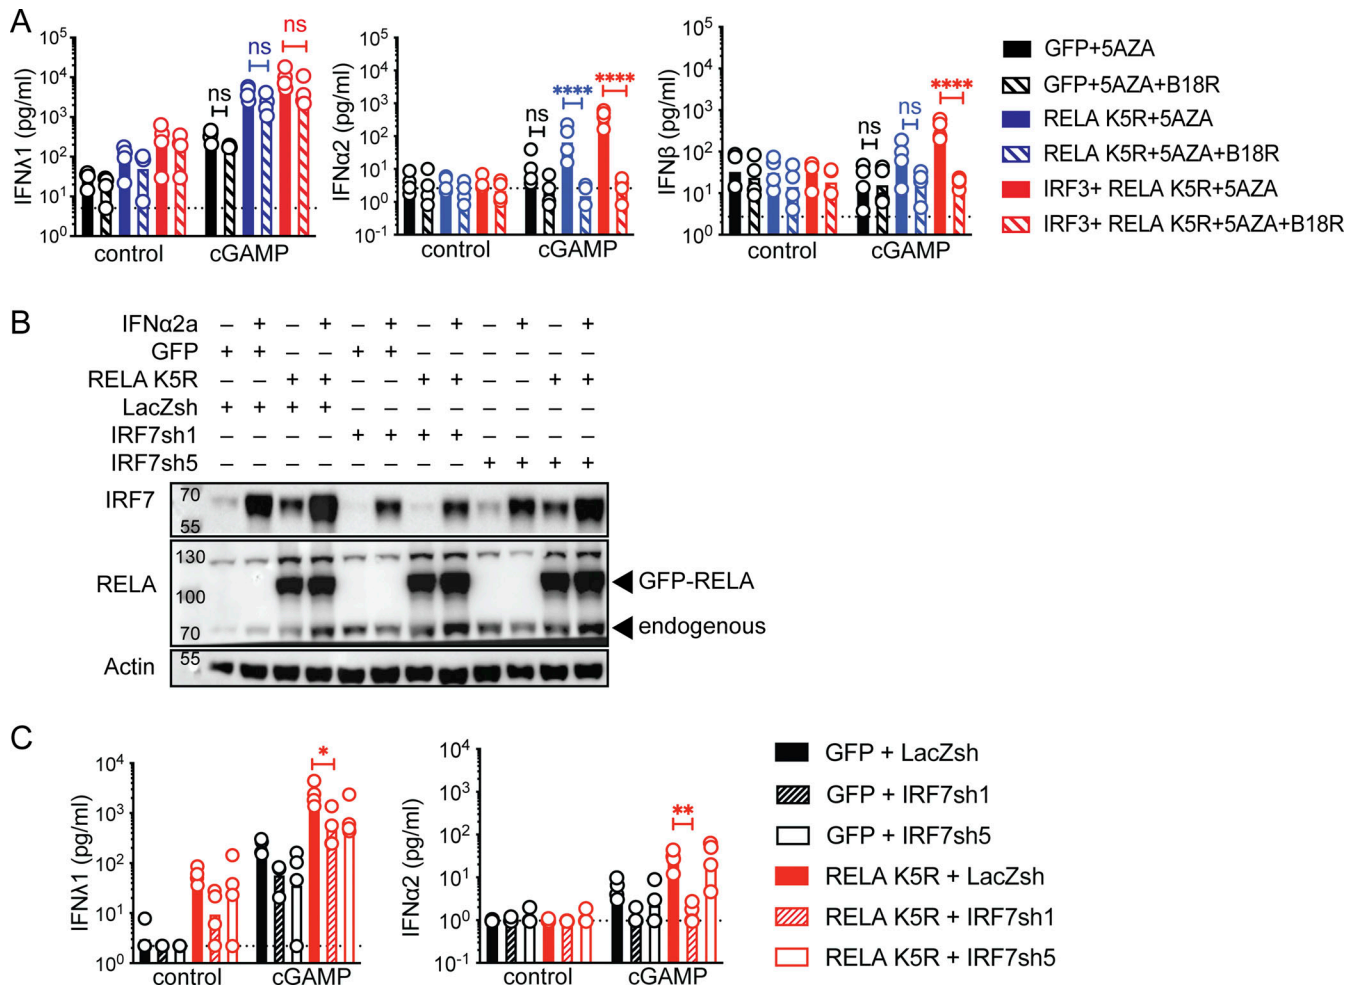 A
IFNλ1 (pg/ml)
10⁵
10⁴
10³
10²
10¹
10⁰
ns
ns
ns
control
cGAMP
IFNα2 (pg/ml)
10⁵
10⁴
10³
10²
10¹
10⁰
10⁻¹
ns
****
****
control
cGAMP
IFNβ (pg/ml)
10⁵
10⁴
10³
10²
10¹
10⁰
ns
ns
****
control
cGAMP
GFP+5AZA
GFP+5AZA+B18R
RELA K5R+5AZA
RELA K5R+5AZA+B18R
IRF3+ RELA K5R+5AZA
IRF3+ RELA K5R+5AZA+B18R
B
IFNα2a – + – + – + – + – + – +
GFP + + – – + + – – – – – –
RELA K5R – – + + – – + + – – + +
LacZsh + + + + – – – – – – – –
IRF7sh1 – – – – + + + + – – – –
IRF7sh5 – – – – – – – – + + + +
IRF7
70
55
RELA
130
100
70
GFP-RELA
endogenous
Actin
55
C
IFNλ1 (pg/ml)
10⁴
10³
10²
10¹
10⁰
*
control
cGAMP
IFNα2 (pg/ml)
10⁴
10³
10²
10¹
10⁰
10⁻¹
**
control
cGAMP
GFP + LacZsh
GFP + IRF7sh1
GFP + IRF7sh5
RELA K5R + LacZsh
RELA K5R + IRF7sh1
RELA K5R + IRF7sh5